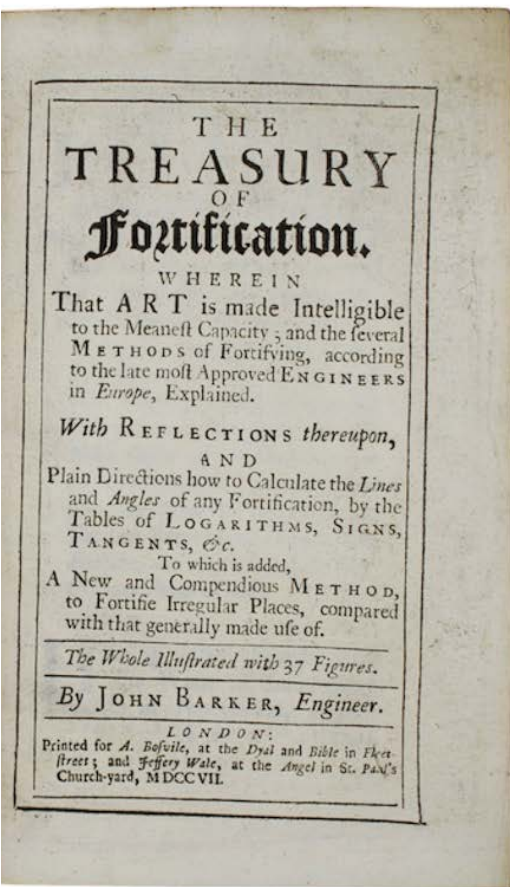 THE
TREASURY
OF
Fortification.
WHEREIN
That ART is made Intelligible
to the Meaneſt Capacity; and the ſeveral
METHODS of Fortifying, according
to the late moſt Approved ENGINEERS
in Europe, Explained.
With REFLECTIONS thereupon,
AND
Plain Directions how to Calculate the Lines
and Angles of any Fortification, by the
Tables of LOGARITHMS, SIGNS,
TANGENTS, &c.
To which is added,
A New and Compendious METHOD,
to Fortifie Irregular Places, compared
with that generally made uſe of.
The Whole Illuſtrated with 37 Figures.
By JOHN BARKER, Engineer.
LONDON:
Printed for A. Boſvile, at the Dyal and Bible in Fleet-
ſtreet; and Jeffery Wale, at the Angel in St. Paul's
Church-yard, MDCCVII.